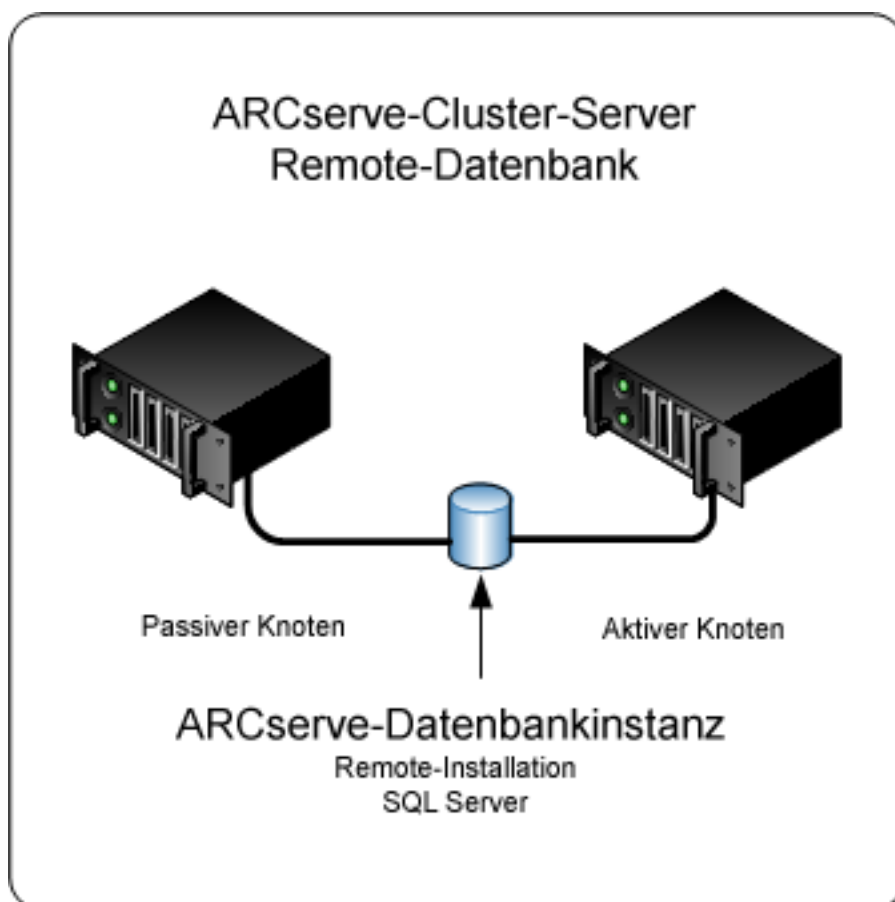 ARCserve-Cluster-Server
Remote-Datenbank
Passiver Knoten
Aktiver Knoten
ARCserve-Datenbankinstanz
Remote-Installation
SQL Server